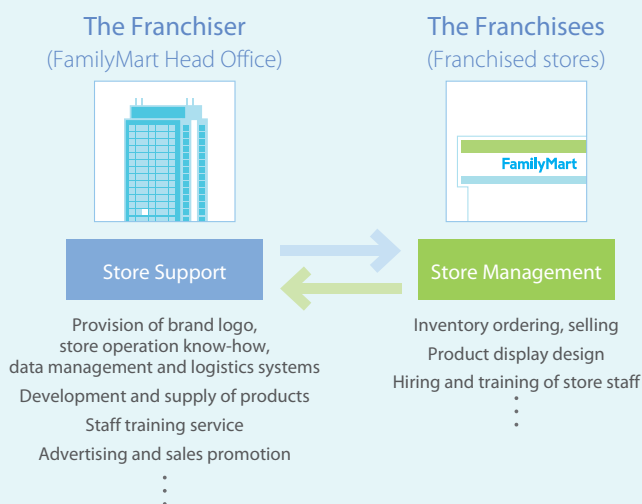 The Franchiser
(FamilyMart Head Office)
Store Support
Provision of brand logo,
store operation know-how,
data management and logistics systems
Development and supply of products
Staff training service
Advertising and sales promotion
The Franchisees
(Franchised stores)
FamilyMart
Store Management
Inventory ordering, selling
Product display design
Hiring and training of store staff